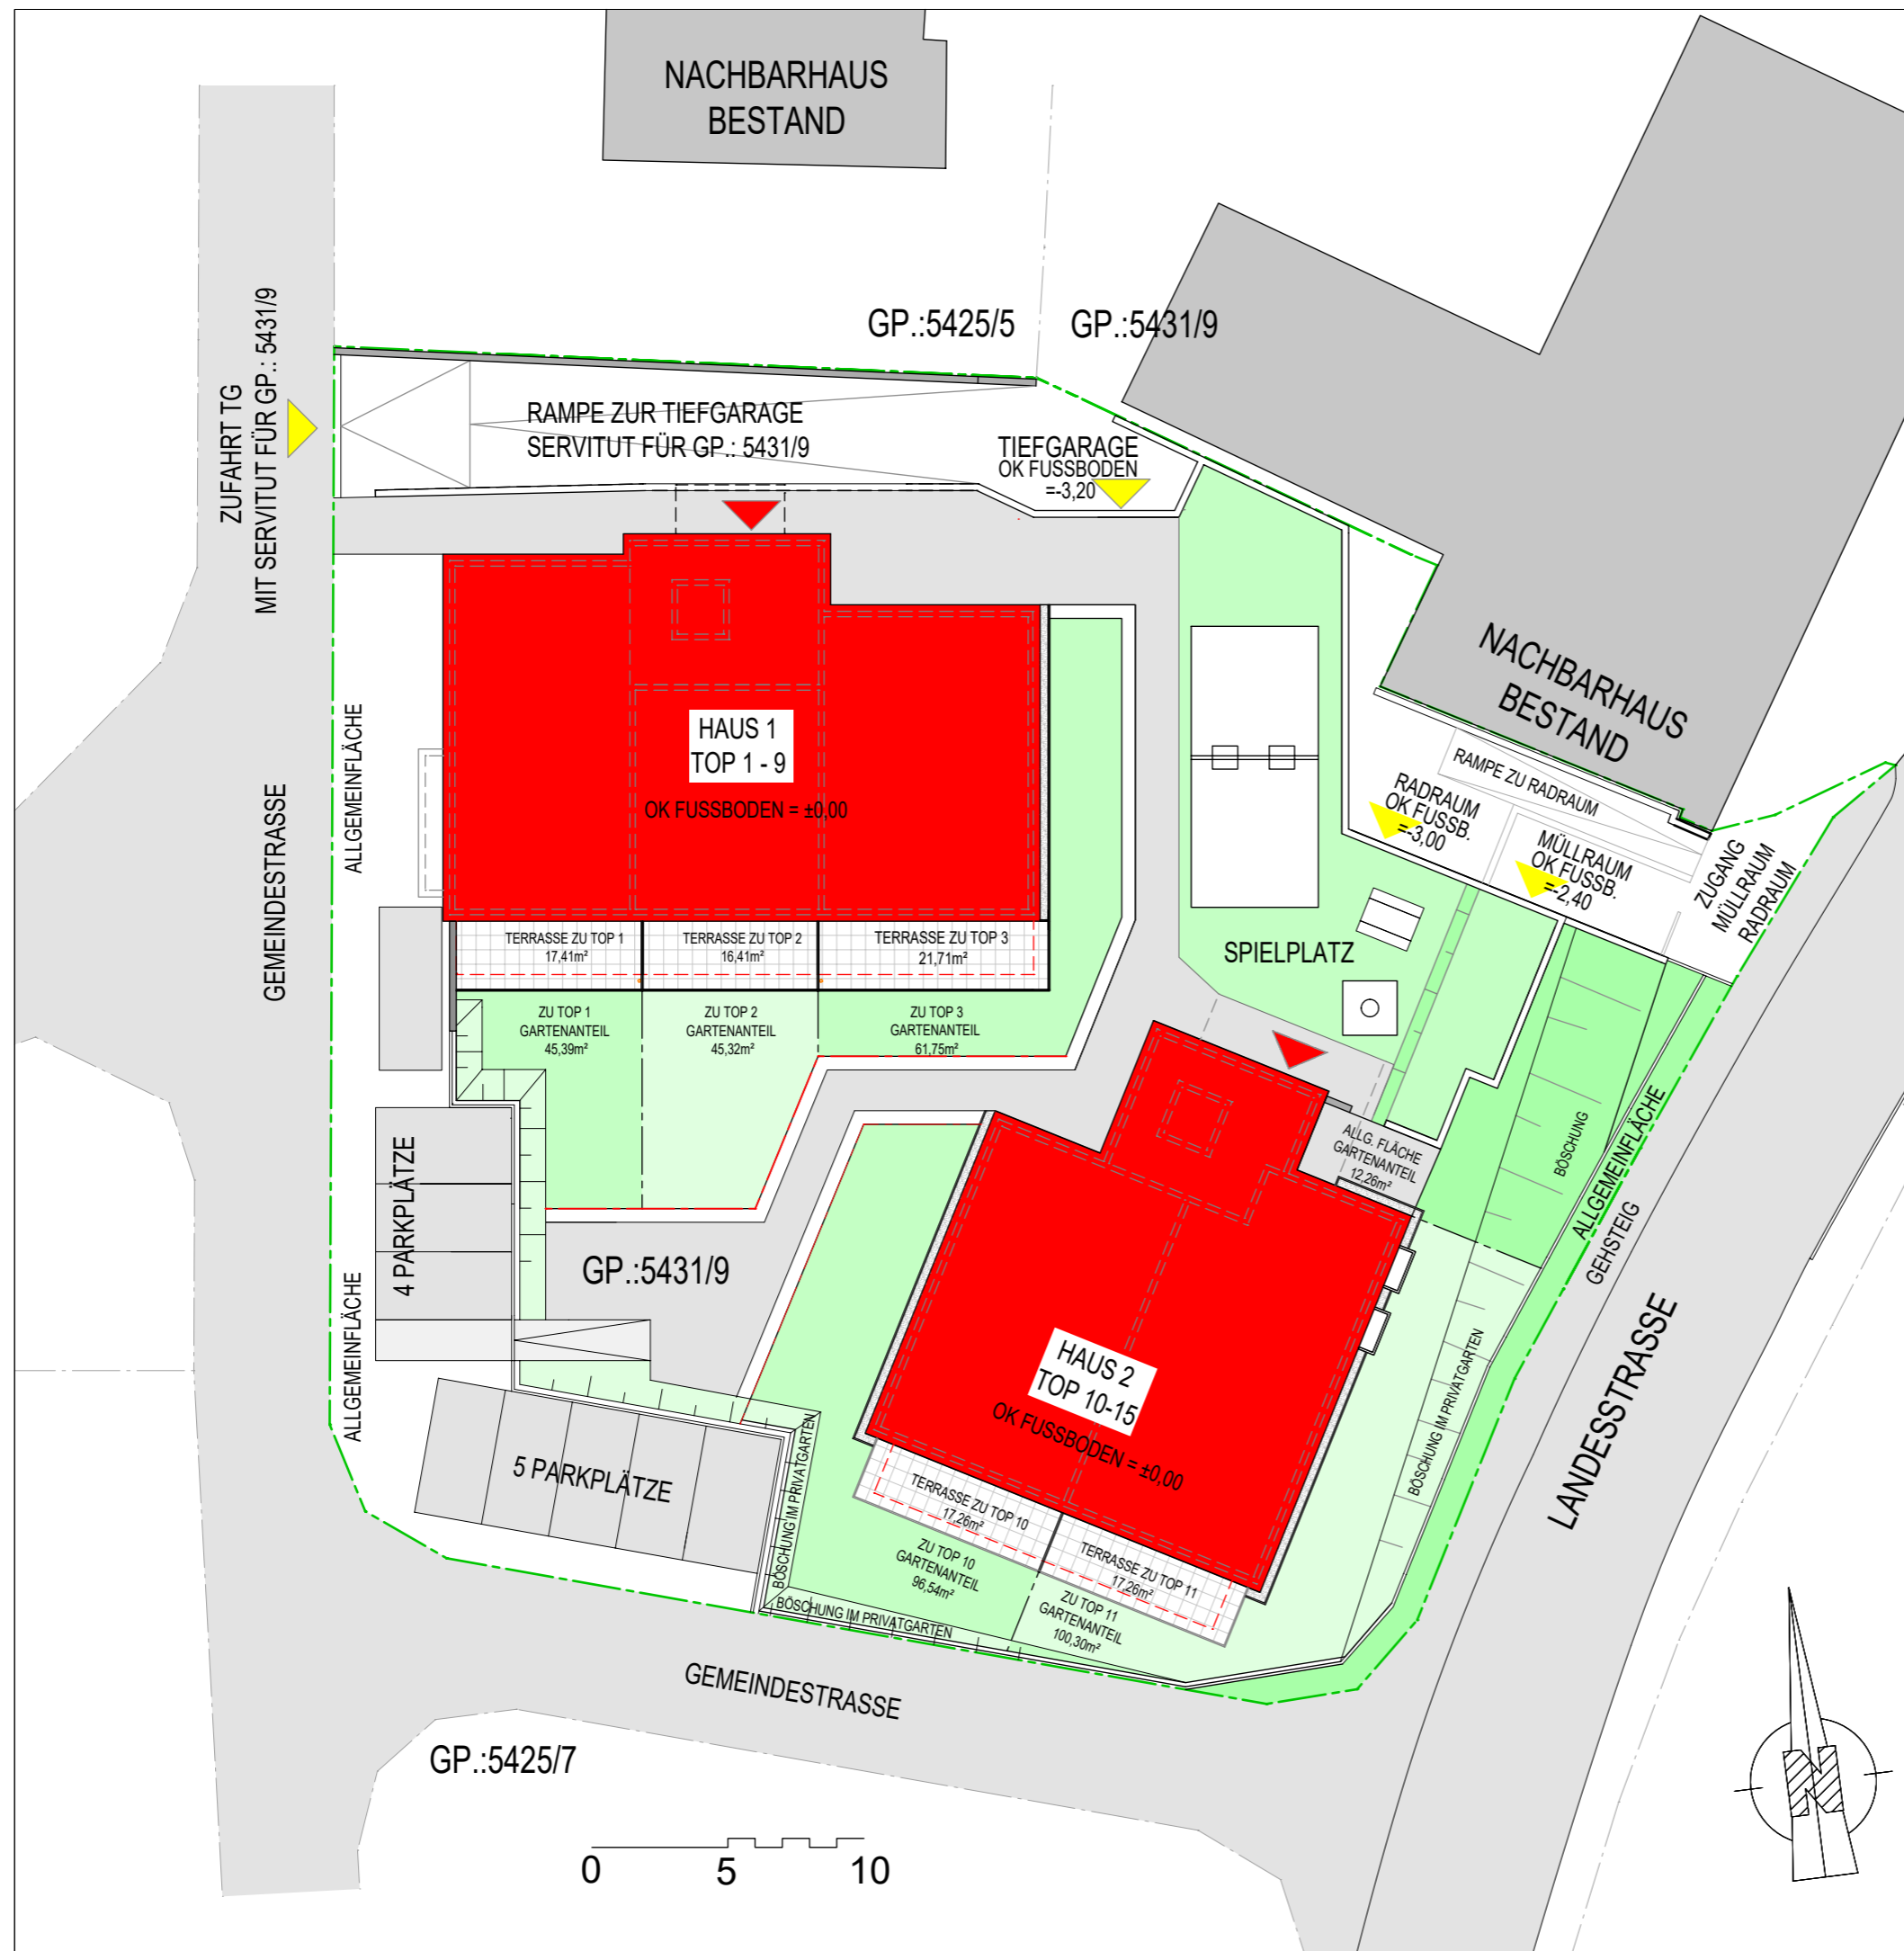 NACHBARHAUS
BESTAND
GP.:5425/5
GP.:5431/9
ZUFAHRT TG
MIT SERVITUT FÜR GP.: 5431/9
RAMPE ZUR TIEFGARAGE
SERVITUT FÜR GP.: 5431/9
TIEFGARAGE
OK FUSSBODEN
=-3,20
NACHBARHAUS
BESTAND
RAMPE ZU RADRAUM
RADRAUM
OK FUSSB.
=-3,00
MÜLLRAUM
OK FUSSB.
=-2,40
ZUGANG
MÜLLRAUM
RADRAUM
HAUS 1
TOP 1 - 9
OK FUSSBODEN = ±0,00
ALLGEMEINFLÄCHE
GEMEINDESTRASSE
TERRASSE ZU TOP 1
17,41m²
TERRASSE ZU TOP 2
16,41m²
TERRASSE ZU TOP 3
21,71m²
SPIELPLATZ
ZU TOP 1
GARTENANTEIL
45,39m²
ZU TOP 2
GARTENANTEIL
45,32m²
ZU TOP 3
GARTENANTEIL
61,75m²
4 PARKPLÄTZE
ALLG. FLÄCHE
GARTENANTEIL
12,26m²
BÖSCHUNG
ALLGEMEINFLÄCHE
GEHSTEIG
GP.:5431/9
ALLGEMEINFLÄCHE
HAUS 2
TOP 10-15
OK FUSSBODEN = ±0,00
BÖSCHUNG IM PRIVATGARTEN
LANDESSTRASSE
5 PARKPLÄTZE
BÖSCHUNG IM PRIVATGARTEN
TERRASSE ZU TOP 10
17,26m²
TERRASSE ZU TOP 11
17,26m²
ZU TOP 10
GARTENANTEIL
96,54m²
ZU TOP 11
GARTENANTEIL
100,30m²
BÖSCHUNG IM PRIVATGARTEN
GEMEINDESTRASSE
GP.:5425/7
0 5 10
N